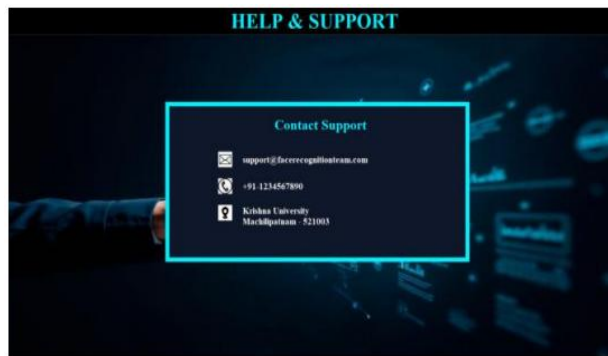 HELP & SUPPORT
Contact Support
support@facerecognitionteam.com
+91-1234567890
Krishna University
Machilipatnam - 521003